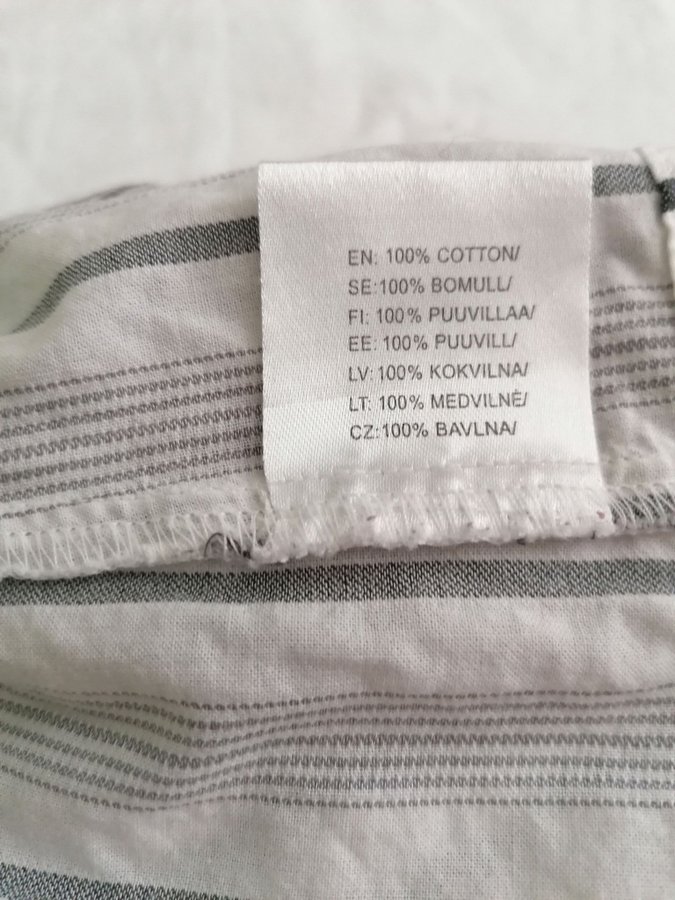 EN: 100% COTTON/
SE:100% BOMULL/
FI: 100% PUUVILLAA/
EE: 100% PUUVILL/
LV: 100% KOKVILNA/
LT: 100% MEDVILNĖ/
CZ:100% BAVLNA/